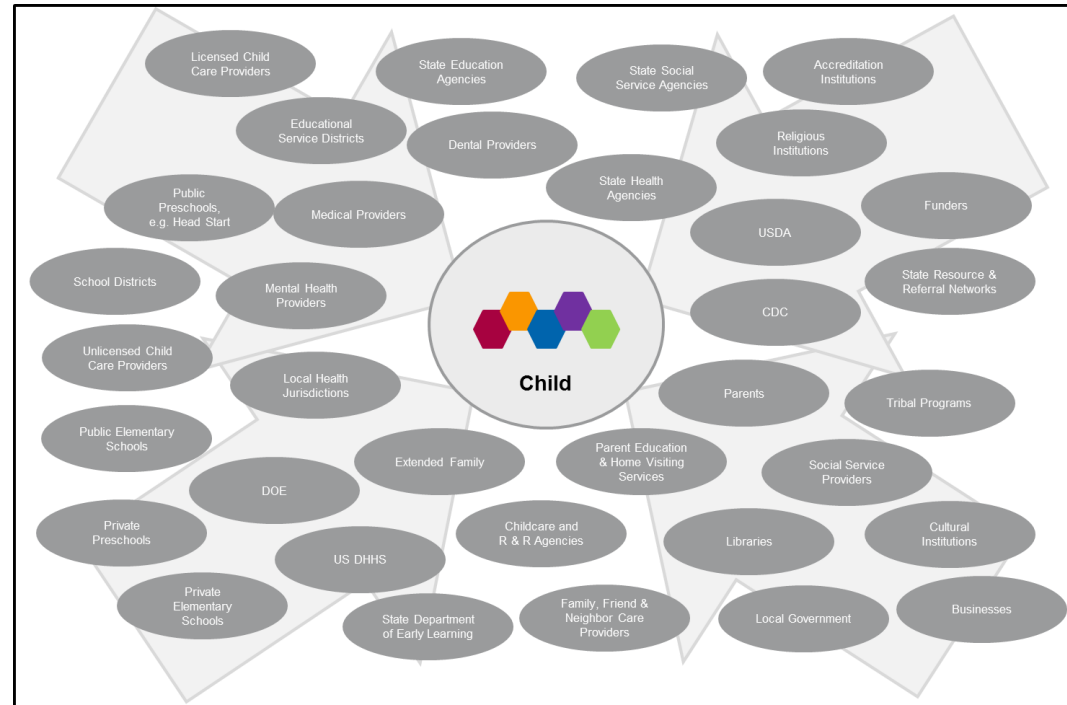 Licensed Child
Care Providers
State Education
Agencies
State Social
Service Agencies
Accreditation
Institutions
Educational
Service Districts
Dental Providers
Religious
Institutions
State Health
Agencies
Public
Preschools,
e.g. Head Start
Medical Providers
Funders
USDA
School Districts
Mental Health
Providers
State Resource &
Referral Networks
CDC
Unlicensed Child
Care Providers
Local Health
Jurisdictions
Child
Parents
Tribal Programs
Public Elementary
Schools
Extended Family
Parent Education
& Home Visiting
Services
Social Service
Providers
DOE
Private
Preschools
Childcare and
R & R Agencies
Libraries
Cultural
Institutions
US DHHS
Private
Elementary
Schools
State Department
of Early Learning
Family, Friend &
Neighbor Care
Providers
Local Government
Businesses